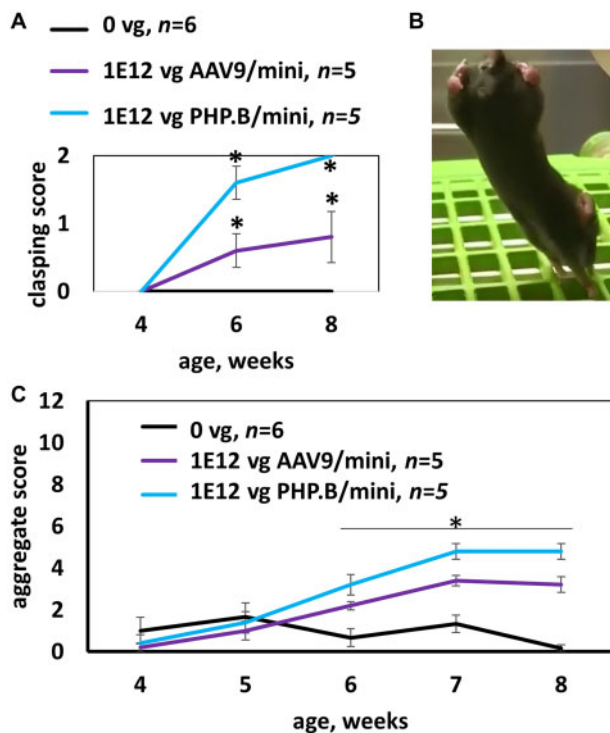 A
0 vg, n=6
1E12 vg AAV9/mini, n=5
1E12 vg PHP.B/mini, n=5
2
1
0
clasping score
* * * *
4 6 8
age, weeks
B
C
12
10
8
6
4
2
0
aggregate score
0 vg, n=6
1E12 vg AAV9/mini, n=5
1E12 vg PHP.B/mini, n=5
*
4 5 6 7 8
age, weeks